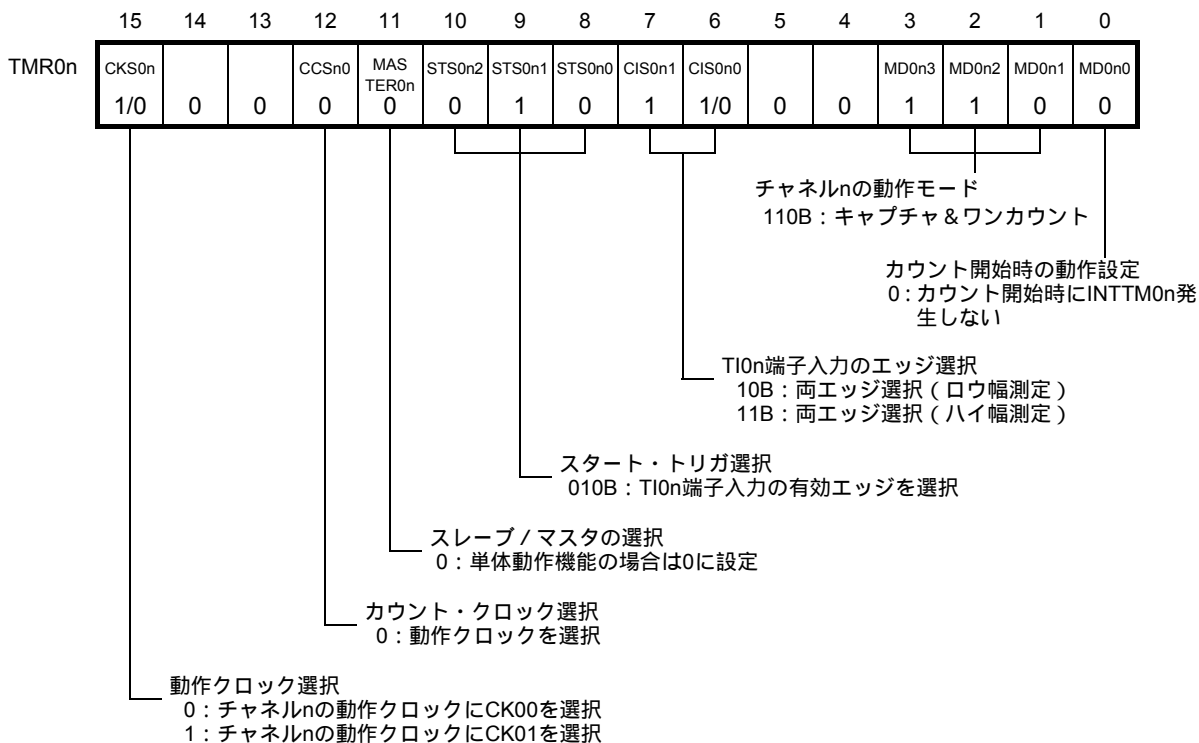 15 14 13 12 11 10 9 8 7 6 5 4 3 2 1 0
TMR0n CKS0n CCSn0 MAS TER0n STS0n2 STS0n1 STS0n0 CIS0n1 CIS0n0 MD0n3 MD0n2 MD0n1 MD0n0
1/0 0 0 0 0 0 1 0 1 1/0 0 0 1 1 0 0
チャネルnの動作モード
110B：キャプチャ＆ワンカウント
カウント開始時の動作設定
0：カウント開始時にINTTM0n発
生しない
TI0n端子入力のエッジ選択
10B：両エッジ選択（ロウ幅測定）
11B：両エッジ選択（ハイ幅測定）
スタート・トリガ選択
010B：TI0n端子入力の有効エッジを選択
スレーブ／マスタの選択
0：単体動作機能の場合は0に設定
カウント・クロック選択
0：動作クロックを選択
動作クロック選択
0：チャネルnの動作クロックにCK00を選択
1：チャネルnの動作クロックにCK01を選択